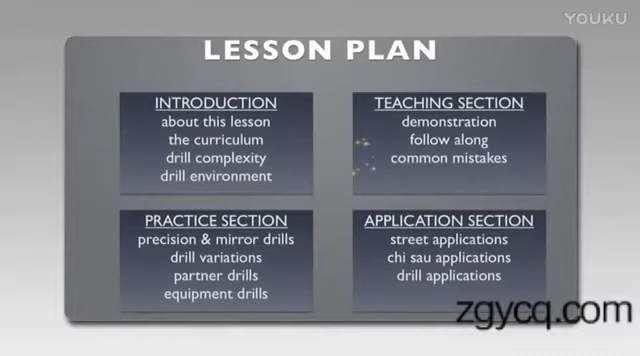 YOUKU
LESSON PLAN
INTRODUCTION
about this lesson
the curriculum
drill complexity
drill environment
TEACHING SECTION
demonstration
follow along
common mistakes
PRACTICE SECTION
precision & mirror drills
drill variations
partner drills
equipment drills
APPLICATION SECTION
street applications
chi sau applications
drill applications
zgycq.com